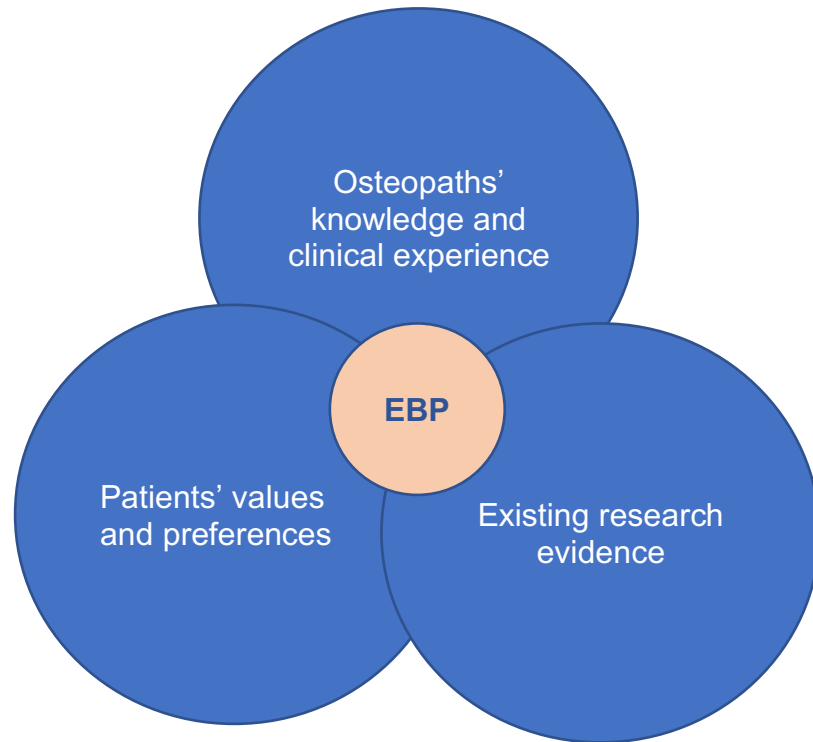 Osteopaths’
knowledge and
clinical experience
EBP
Patients’ values
and preferences
Existing research
evidence